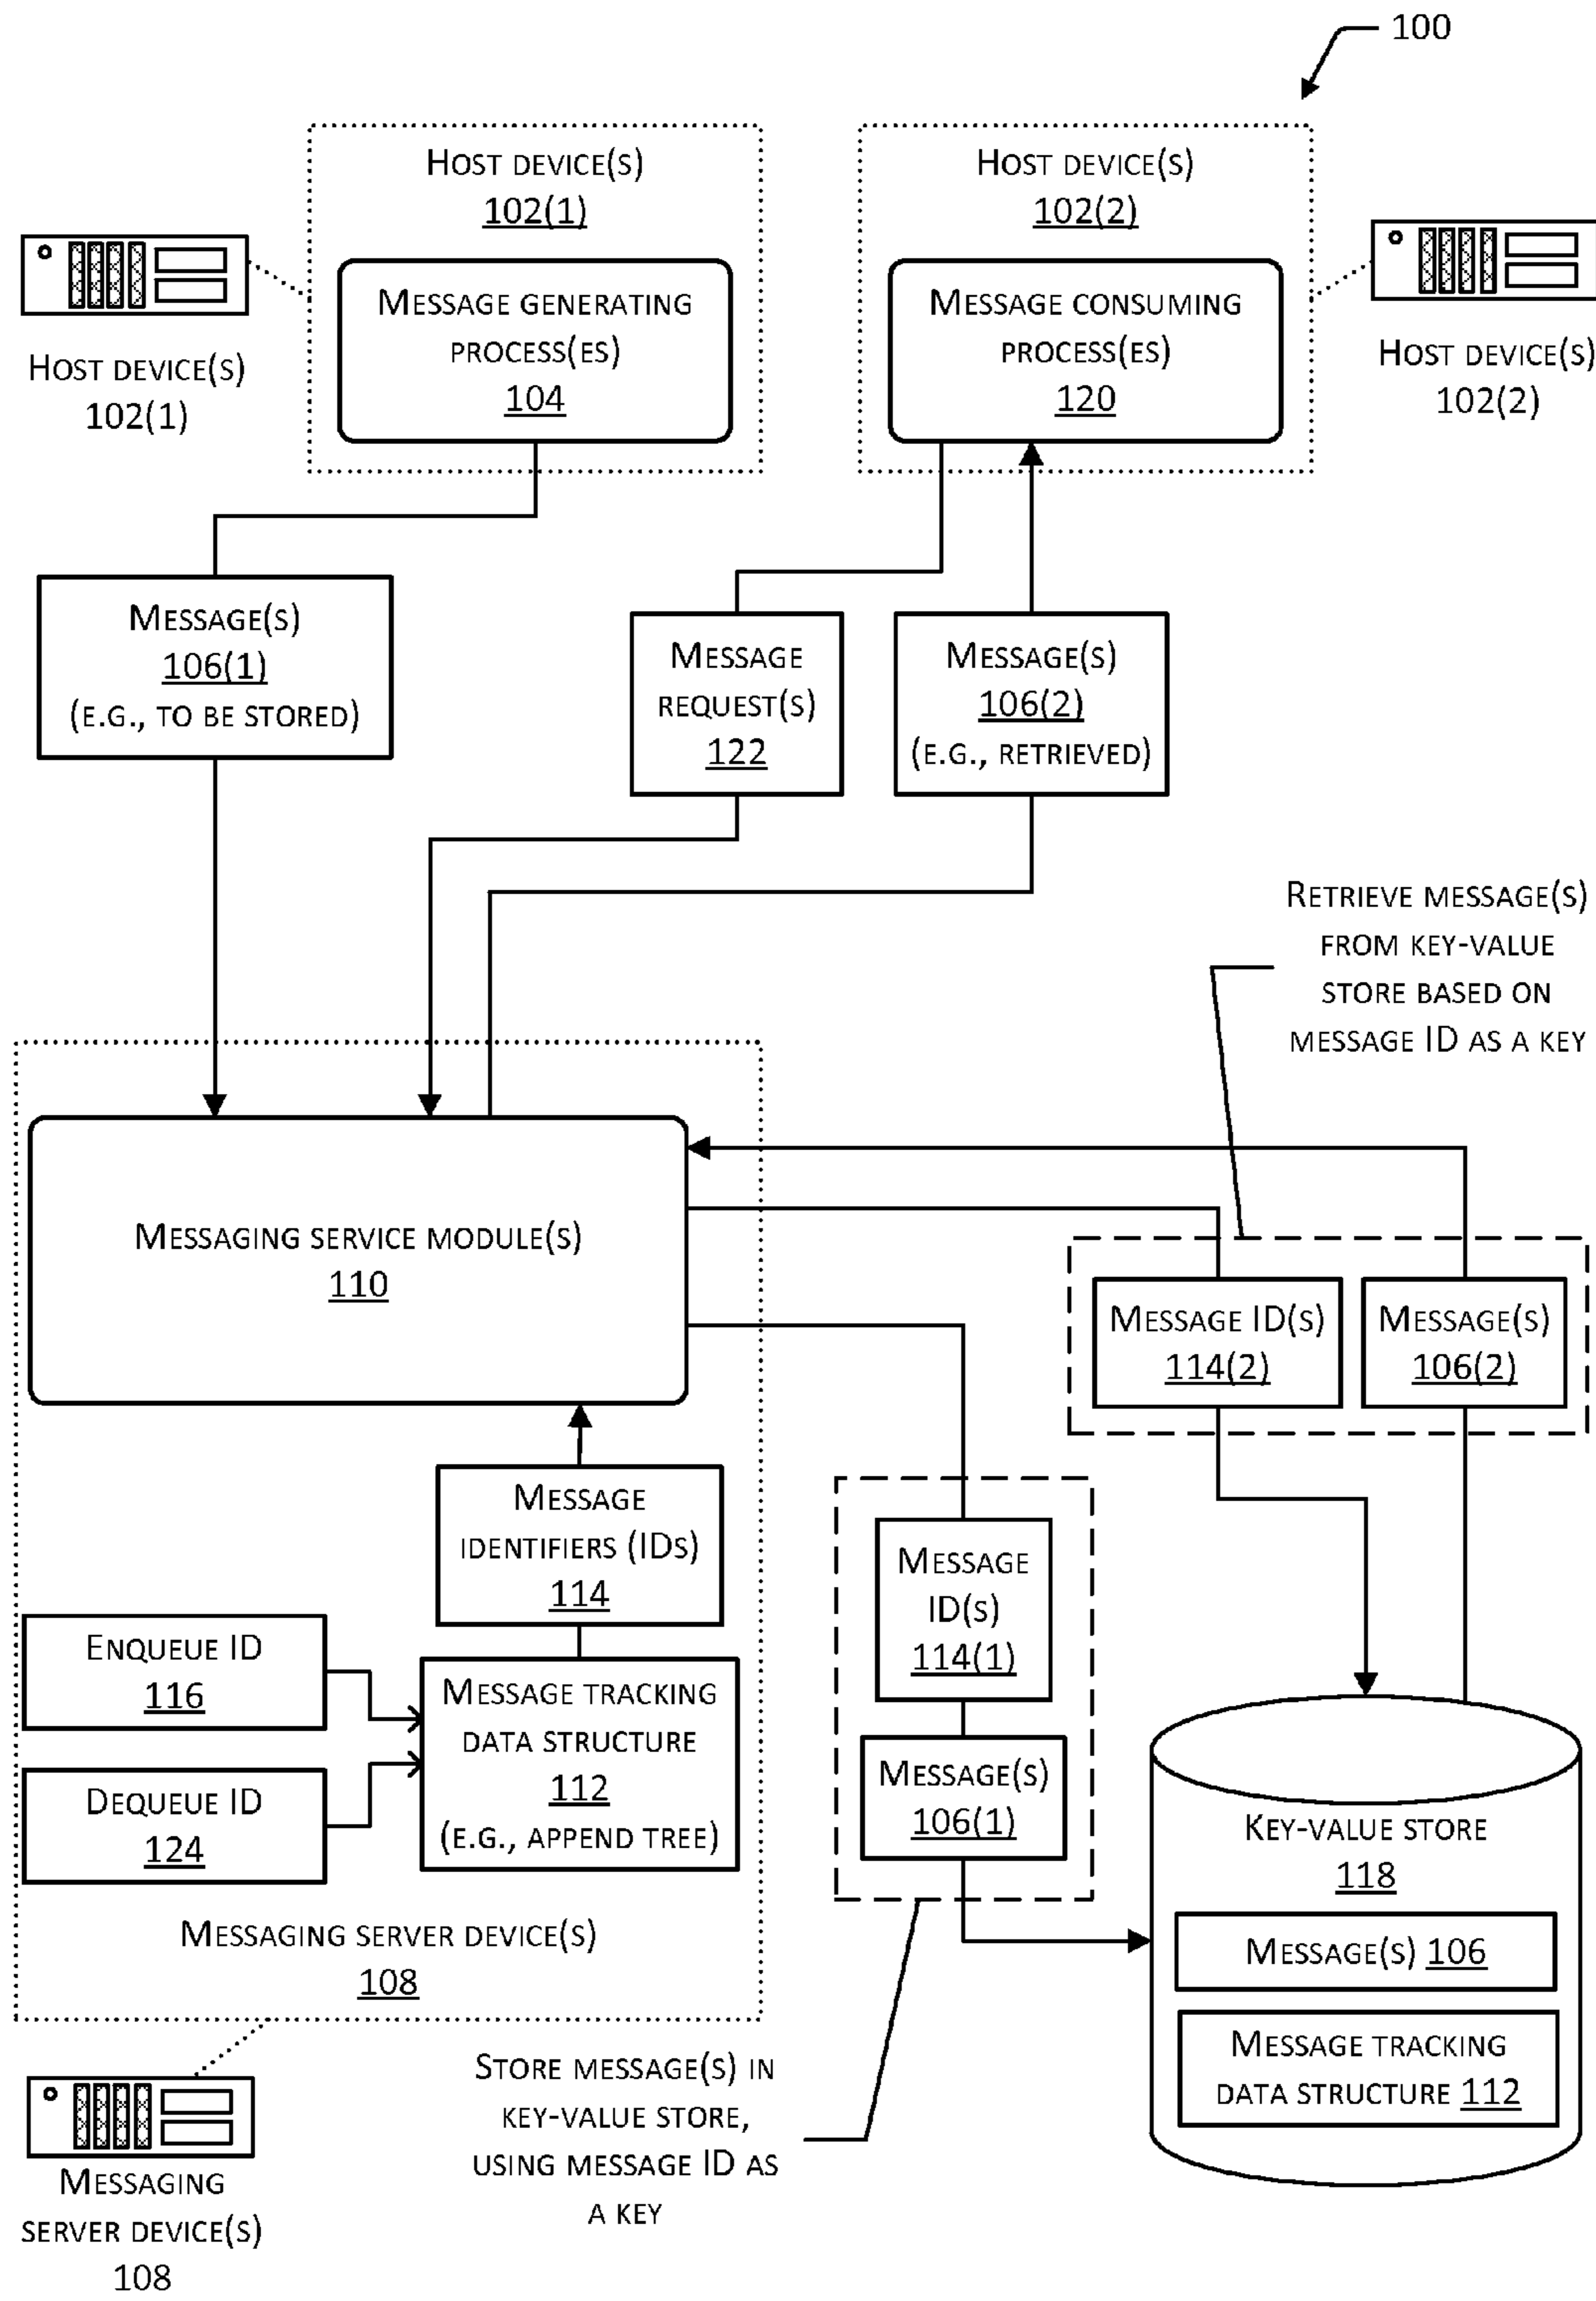 100
Host device(s)
102(1)
Message generating
process(es)
104
Host device(s)
102(1)
Host device(s)
102(2)
Message consuming
process(es)
120
Host device(s)
102(2)
Message(s)
106(1)
(e.g., to be stored)
Message
request(s)
122
Message(s)
106(2)
(e.g., retrieved)
Retrieve message(s)
from key-value
store based on
message ID as a key
Messaging service module(s)
110
Message ID(s)
114(2)
Message(s)
106(2)
Message
identifiers (IDs)
114
Enqueue ID
116
Dequeue ID
124
Message tracking
data structure
112
(e.g., append tree)
Messaging server device(s)
108
Message
ID(s)
114(1)
Message(s)
106(1)
Key-value store
118
Message(s) 106
Message tracking
data structure 112
Store message(s) in
key-value store,
using message ID as
a key
Messaging
server device(s)
108